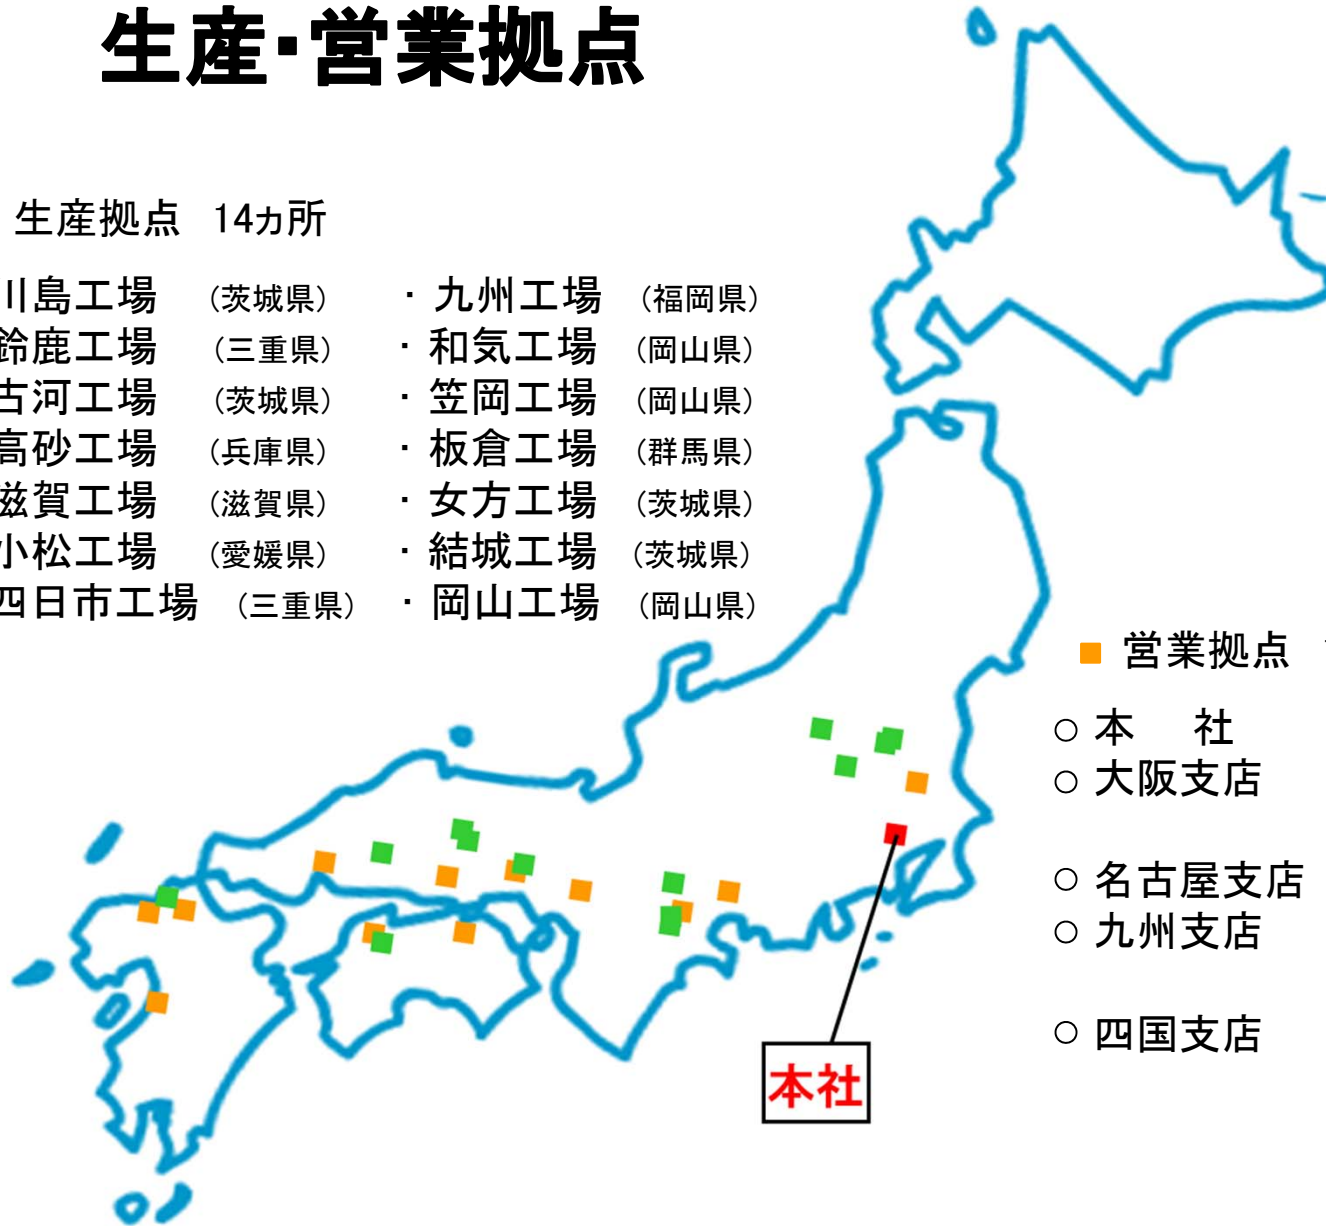 生産・営業拠点
生産拠点 14ヵ所
川島工場 (茨城県) ・九州工場 (福岡県)
鈴鹿工場 (三重県) ・和気工場 (岡山県)
古河工場 (茨城県) ・笠岡工場 (岡山県)
高砂工場 (兵庫県) ・板倉工場 (群馬県)
滋賀工場 (滋賀県) ・女方工場 (茨城県)
小松工場 (愛媛県) ・結城工場 (茨城県)
四日市工場 (三重県) ・岡山工場 (岡山県)
■ 営業拠点
○ 本 社
○ 大阪支店
○ 名古屋支店
○ 九州支店
○ 四国支店
本社